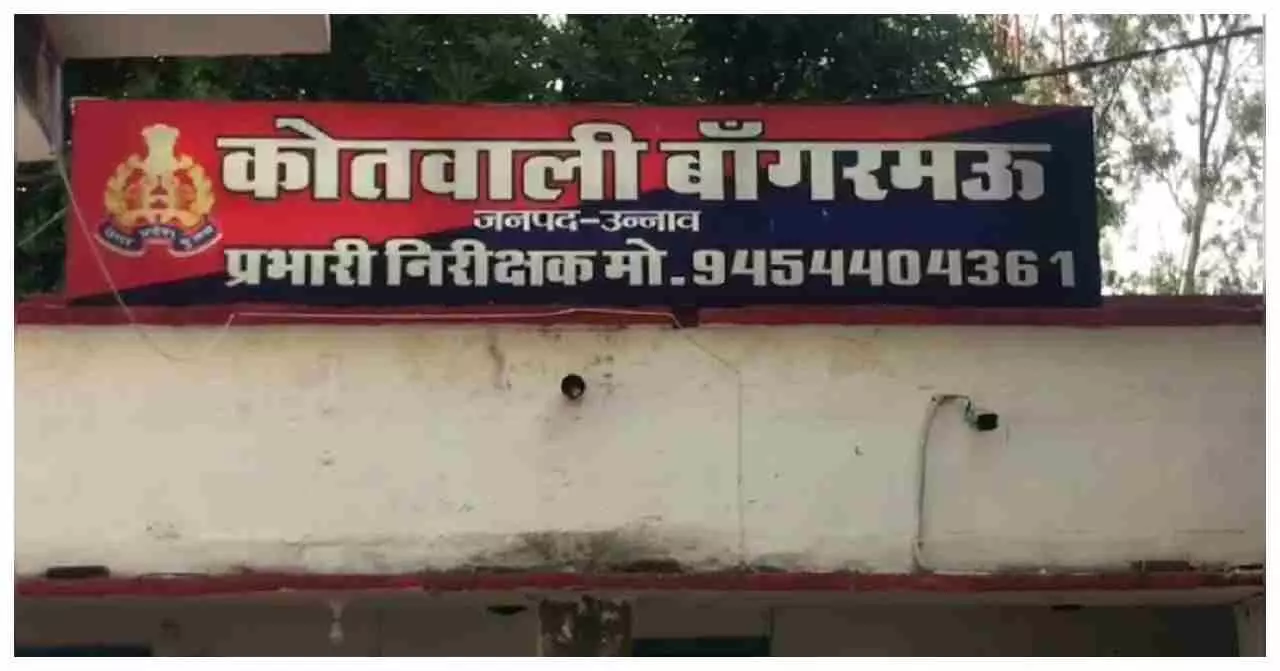 कोतवाली बाँगरमऊ
जनपद-उन्नाव
प्रभारी निरीक्षक मो.9454404361